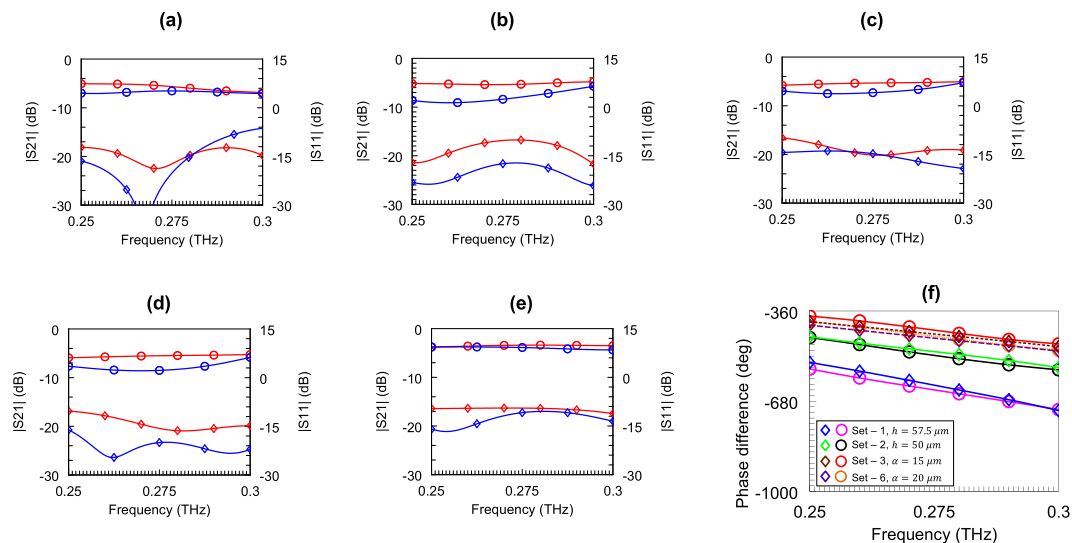 (a)
0
-10
-20
-30
|S21| (dB)
15
0
-15
-30
|S11| (dB)
0.25
0.275
0.3
Frequency (THz)
(b)
0
-10
-20
-30
|S21| (dB)
15
0
-15
-30
|S11| (dB)
0.25
0.275
0.3
Frequency (THz)
(c)
0
-10
-20
-30
|S21| (dB)
15
0
-15
-30
|S11| (dB)
0.25
0.275
0.3
Frequency (THz)
(d)
0
-10
-20
-30
|S21| (dB)
15
0
-15
-30
|S11| (dB)
0.25
0.275
0.3
Frequency (THz)
(e)
0
-10
-20
-30
|S21| (dB)
15
0
-15
-30
|S11| (dB)
0.25
0.275
0.3
Frequency (THz)
(f)
-360
-680
-1000
Phase difference (deg)
Set – 1, h = 57.5 μm
Set – 2, h = 50 μm
Set – 3, α = 15 μm
Set – 6, α = 20 μm
0.25
0.275
0.3
Frequency (THz)